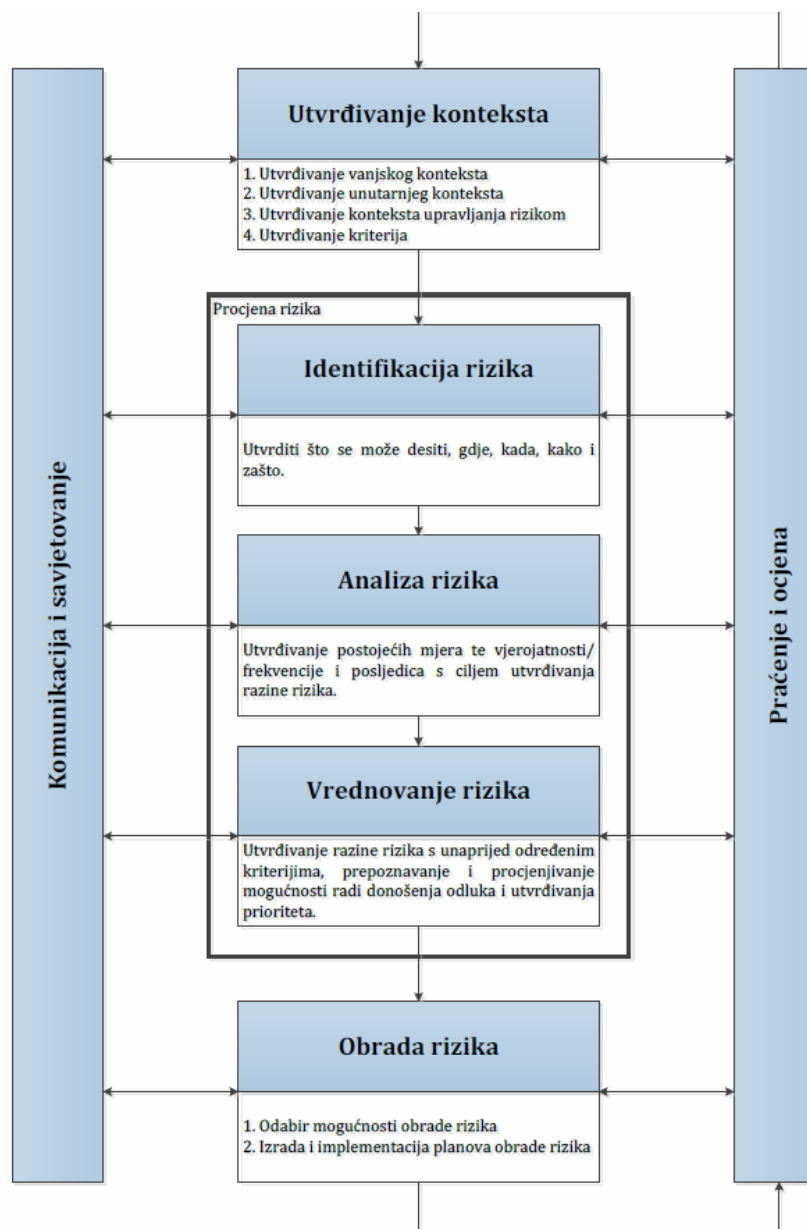 Utvrđivanje konteksta
1. Utvrđivanje vanjskog konteksta
2. Utvrđivanje unutarnjeg konteksta
3. Utvrđivanje konteksta upravljanja rizikom
4. Utvrđivanje kriterija
Procjena rizika
Identifikacija rizika
Utvrditi što se može desiti, gdje, kada, kako i
zašto.
Analiza rizika
Utvrđivanje postojećih mjera te vjerojatnosti/
frekvencije i posljedica s ciljem utvrđivanja
razine rizika.
Vrednovanje rizika
Utvrđivanje razine rizika s unaprijed određenim
kriterijima, prepoznavanje i procjenjivanje
mogućnosti radi donošenja odluka i utvrđivanja
prioriteta.
Obrada rizika
1. Odabir mogućnosti obrade rizika
2. Izrada i implementacija planova obrade rizika
Komunikacija i savjetovanje
Praćenje i ocjena